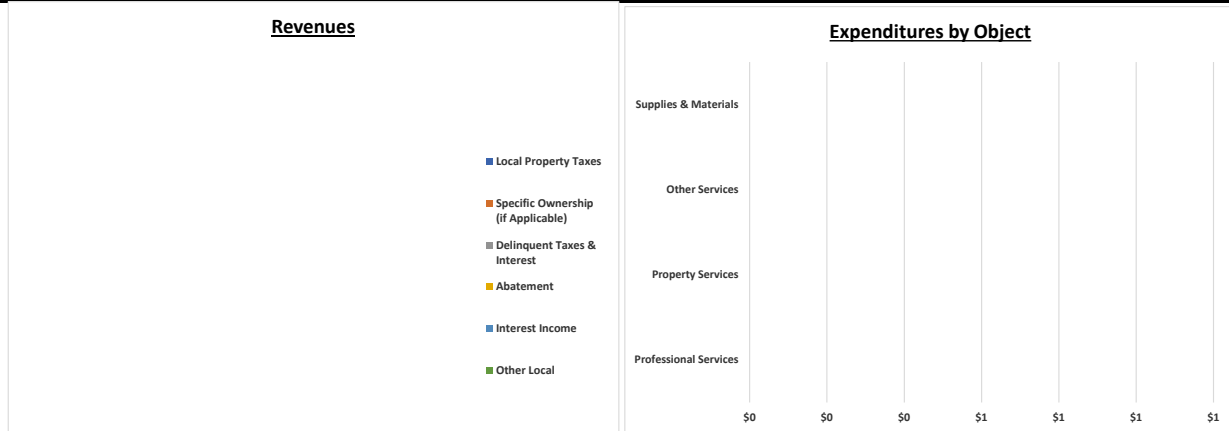 Revenues
Local Property Taxes
Specific Ownership
(if Applicable)
Delinquent Taxes &
Interest
Abatement
Interest Income
Other Local
Expenditures by Object
Supplies & Materials
Other Services
Property Services
Professional Services
$0 $0 $0 $1 $1 $1 $1